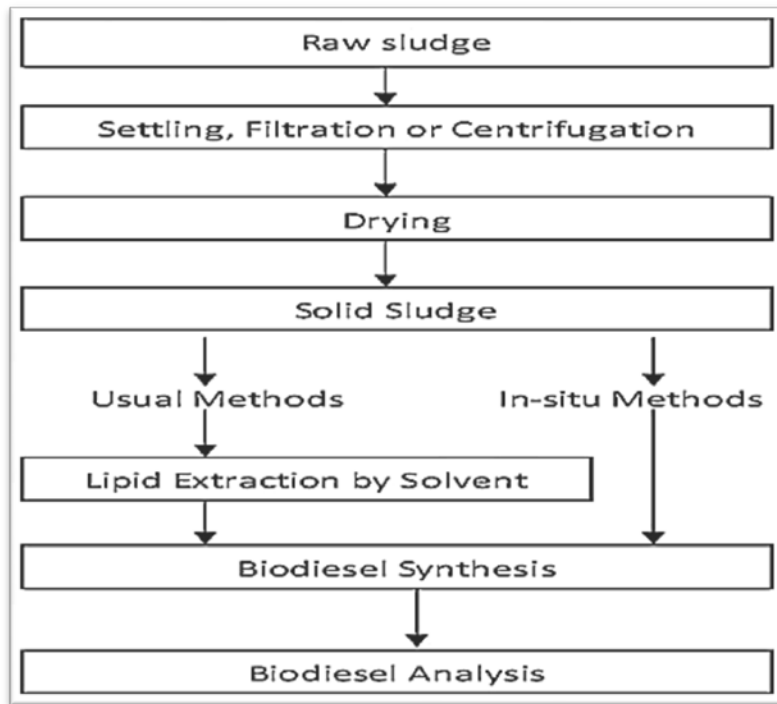 Raw sludge
Settling, Filtration or Centrifugation
Drying
Solid Sludge
Usual Methods
In-situ Methods
Lipid Extraction by Solvent
Biodiesel Synthesis
Biodiesel Analysis